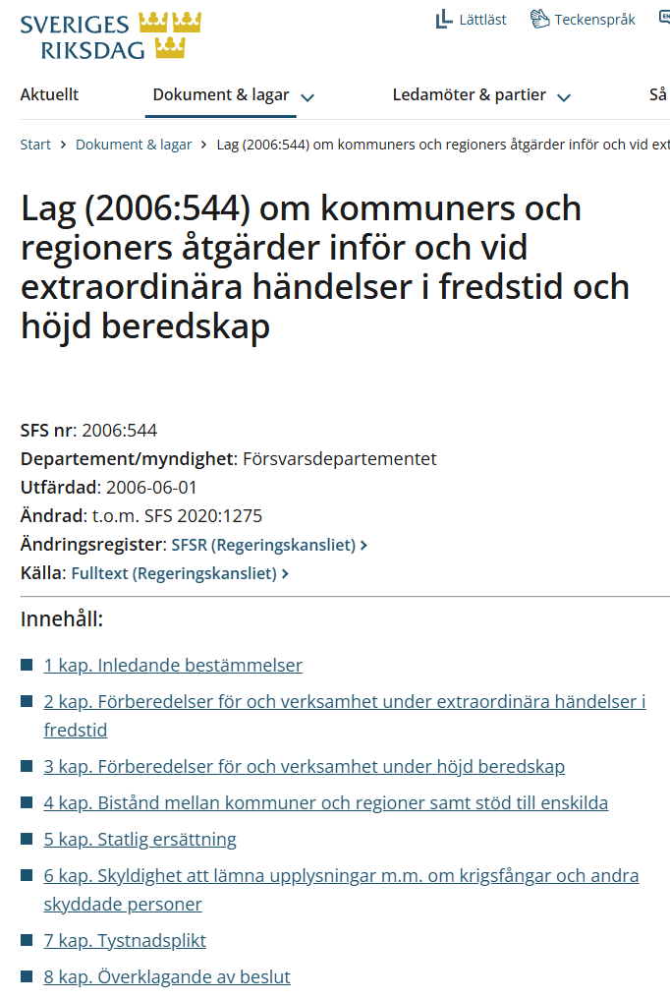 SVERIGES
RIKSDAG
Lättläst
Teckenspråk
EN
Aktuellt
Dokument & lagar
Ledamöter & partier
Så
Start > Dokument & lagar > Lag (2006:544) om kommuners och regioners åtgärder inför och vid ext
Lag (2006:544) om kommuners och
regioners åtgärder inför och vid
extraordinära händelser i fredstid och
höjd beredskap
SFS nr: 2006:544
Departement/myndighet: Försvarsdepartementet
Utfärdad: 2006-06-01
Ändrad: t.o.m. SFS 2020:1275
Ändringsregister: SFSR (Regeringskansliet)
Källa: Fulltext (Regeringskansliet)
Innehåll:
1 kap. Inledande bestämmelser
2 kap. Förberedelser för och verksamhet under extraordinära händelser i
fredstid
3 kap. Förberedelser för och verksamhet under höjd beredskap
4 kap. Bistånd mellan kommuner och regioner samt stöd till enskilda
5 kap. Statlig ersättning
6 kap. Skyldighet att lämna upplysningar m.m. om krigsfångar och andra
skyddade personer
7 kap. Tystnadsplikt
8 kap. Överklagande av beslut